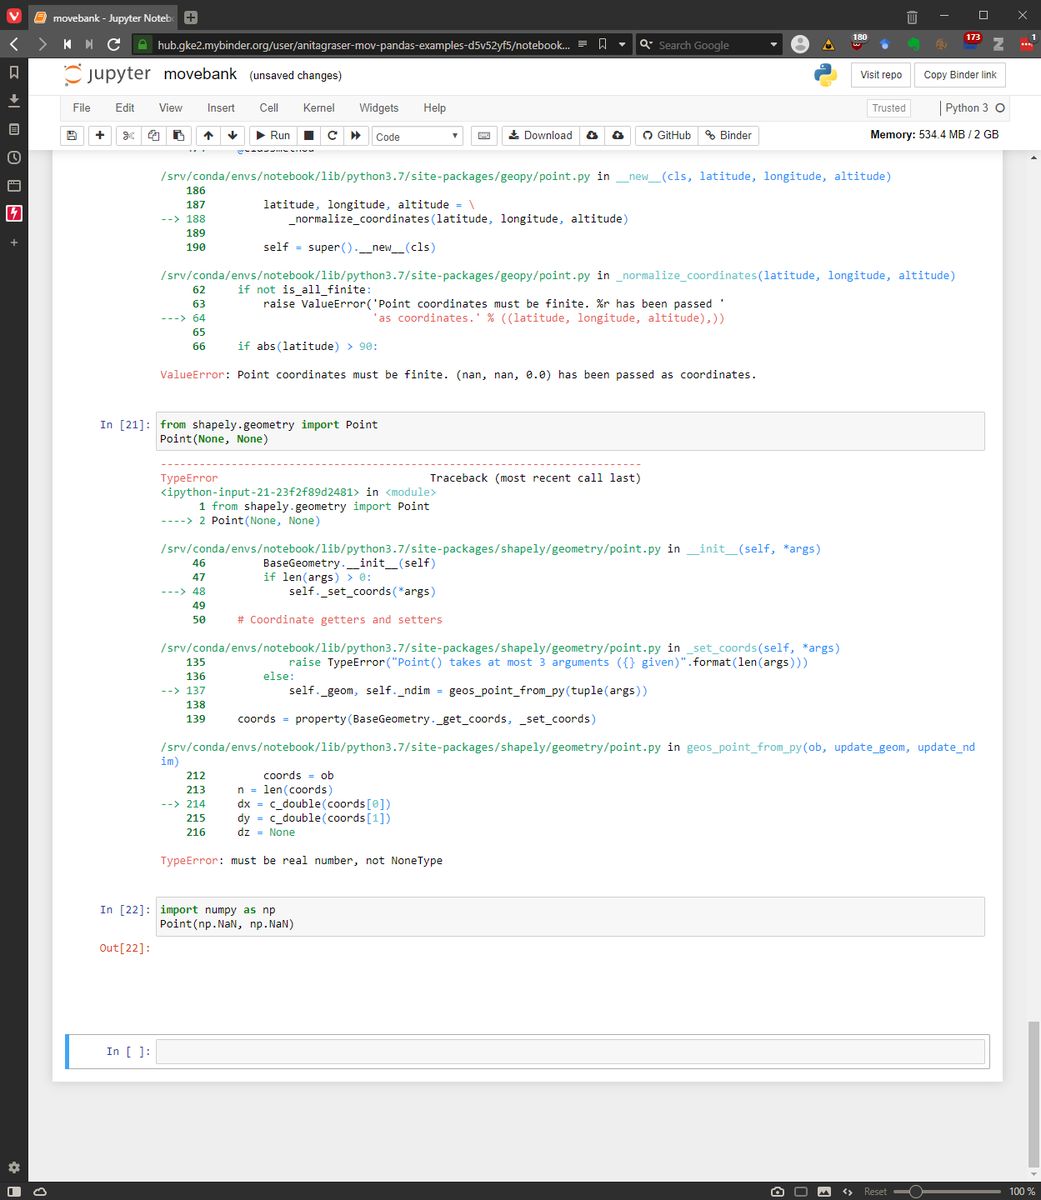 movebank - Jupyter Noteb
hub.gke2.mybinder.org/user/anitagraser-mov-pandas-examples-d5v52yf5/notebook...
Search Google
180
173
1
jupyter movebank (unsaved changes)
Visit repo
Copy Binder link
File Edit View Insert Cell Kernel Widgets Help
Trusted
Python 3
Run
Code
Download
GitHub
Binder
Memory: 534.4 MB / 2 GB
/srv/conda/envs/notebook/lib/python3.7/site-packages/geopy/point.py in __new__(cls, latitude, longitude, altitude)
186
187 latitude, longitude, altitude = \
--> 188 _normalize_coordinates(latitude, longitude, altitude)
189
190 self = super().__new__(cls)
/srv/conda/envs/notebook/lib/python3.7/site-packages/geopy/point.py in _normalize_coordinates(latitude, longitude, altitude)
62 if not is_all_finite:
63 raise ValueError('Point coordinates must be finite. %r has been passed '
---> 64 'as coordinates.' % ((latitude, longitude, altitude),))
65
66 if abs(latitude) > 90:
ValueError: Point coordinates must be finite. (nan, nan, 0.0) has been passed as coordinates.
In [21]: from shapely.geometry import Point
Point(None, None)
---------------------------------------------------------------------------
TypeError Traceback (most recent call last)
<ipython-input-21-23f2f89d2481> in <module>
1 from shapely.geometry import Point
----> 2 Point(None, None)
/srv/conda/envs/notebook/lib/python3.7/site-packages/shapely/geometry/point.py in __init__(self, *args)
46 BaseGeometry.__init__(self)
47 if len(args) > 0:
---> 48 self._set_coords(*args)
49
50 # Coordinate getters and setters
/srv/conda/envs/notebook/lib/python3.7/site-packages/shapely/geometry/point.py in _set_coords(self, *args)
135 raise TypeError("Point() takes at most 3 arguments ({} given)".format(len(args)))
136 else:
--> 137 self._geom, self._ndim = geos_point_from_py(tuple(args))
138
139 coords = property(BaseGeometry._get_coords, _set_coords)
/srv/conda/envs/notebook/lib/python3.7/site-packages/shapely/geometry/point.py in geos_point_from_py(ob, update_geom, update_nd
im)
212 coords = ob
213 n = len(coords)
--> 214 dx = c_double(coords[0])
215 dy = c_double(coords[1])
216 dz = None
TypeError: must be real number, not NoneType
In [22]: import numpy as np
Point(np.NaN, np.NaN)
Out[22]:
In [ ]:
Reset
100 %